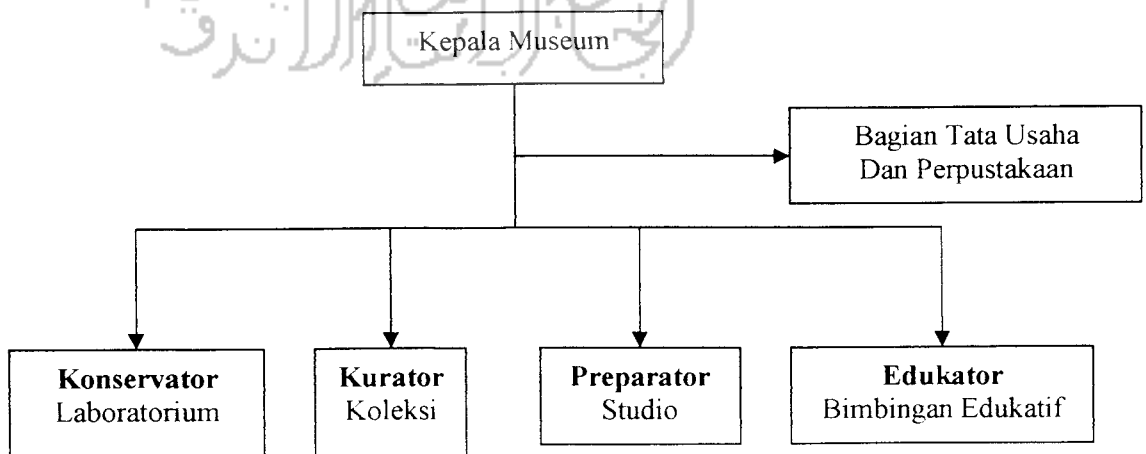 Kepala Museum
Bagian Tata Usaha
Dan Perpustakaan
Konservator
Laboratorium
Kurator
Koleksi
Preparator
Studio
Edukator
Bimbingan Edukatif